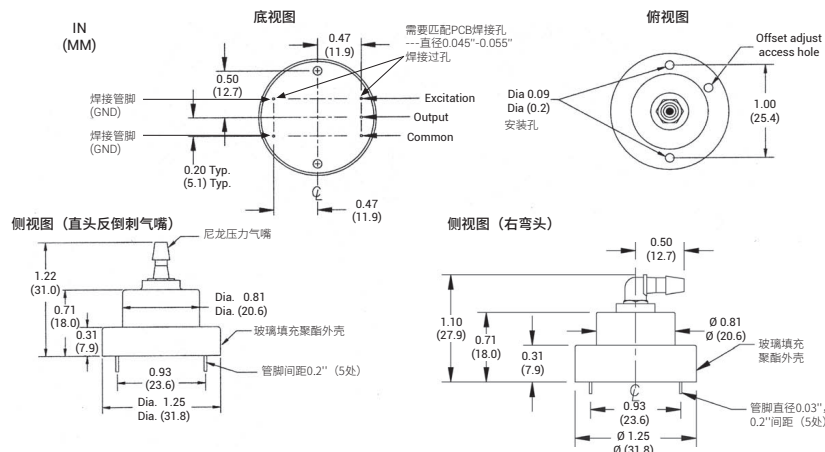 IN
(MM)
底视图
0.47
(11.9)
需要匹配PCB焊接孔
---直径0.045"-0.055"
焊接过孔
0.50
(12.7)
焊接管脚
(GND)
焊接管脚
(GND)
Excitation
Output
Common
0.20 Typ.
(5.1) Typ.
0.47
(11.9)
俯视图
Offset adjust
access hole
Dia 0.09
Dia (0.2)
安装孔
1.00
(25.4)
侧视图（直头反倒刺气嘴）
尼龙压力气嘴
1.22
(31.0)
0.71
(18.0)
0.31
(7.9)
Dia. 0.81
Dia. (20.6)
玻璃填充聚酯外壳
0.93
(23.6)
管脚间距0.2''（5处）
Dia. 1.25
Dia. (31.8)
侧视图（右弯头）
0.50
(12.7)
1.10
(27.9)
0.71
(18.0)
0.31
(7.9)
Ø 0.81
Ø (20.6)
玻璃填充
聚酯外壳
0.93
(23.6)
管脚直径0.03''，
0.2''间距（5处）
Ø 1.25
Ø (31.8)